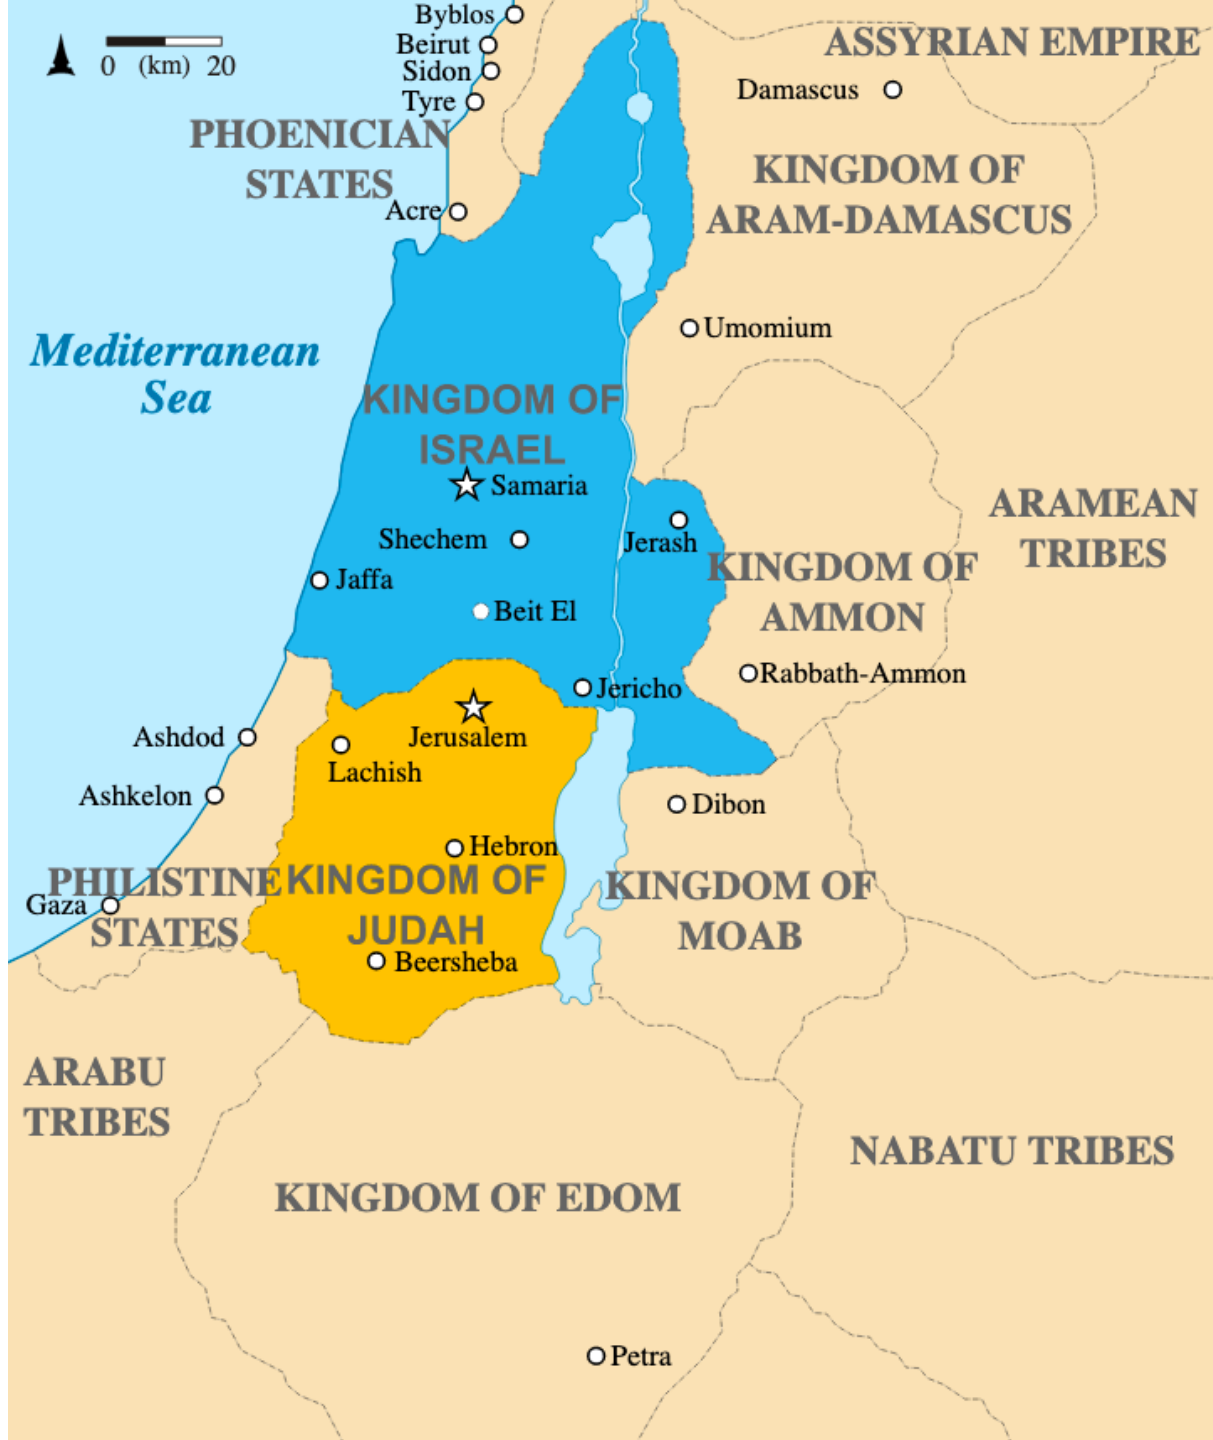 Byblos
Beirut
0 (km) 20
Sidon
Tyre
ASSYRIAN EMPIRE
Damascus
PHOENICIAN
STATES
KINGDOM OF
ARAM-DAMASCUS
Acre
Umomium
Mediterranean
Sea
KINGDOM OF
ISRAEL
Samaria
Shechem
Jerash
ARAMEAN
TRIBES
Jaffa
KINGDOM OF
AMMON
Beit El
Rabbath-Ammon
Jericho
Ashdod
Jerusalem
Lachish
Ashkelon
Dibon
Hebron
PHILISTINE
STATES
Gaza
KINGDOM OF
JUDAH
KINGDOM OF
MOAB
Beersheba
ARABU
TRIBES
NABATU TRIBES
KINGDOM OF EDOM
Petra